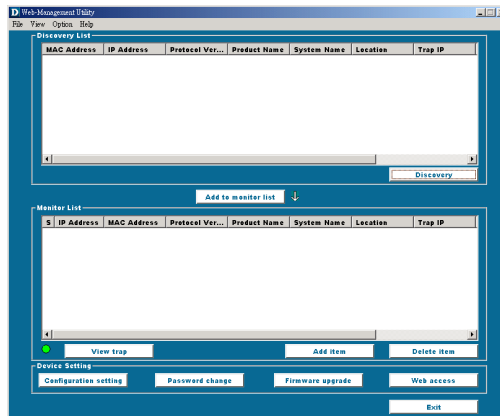 D Web-Management Utility
File View Option Help
Discovery List
MAC Address IP Address Protocol Ver... Product Name System Name Location Trap IP
Discovery
Add to monitor list ↓
Monitor List
S IP Address MAC Address Protocol Ver... Product Name System Name Location Trap IP
View trap Add item Delete item
Device Setting
Configuration setting Password change Firmware upgrade Web access
Exit